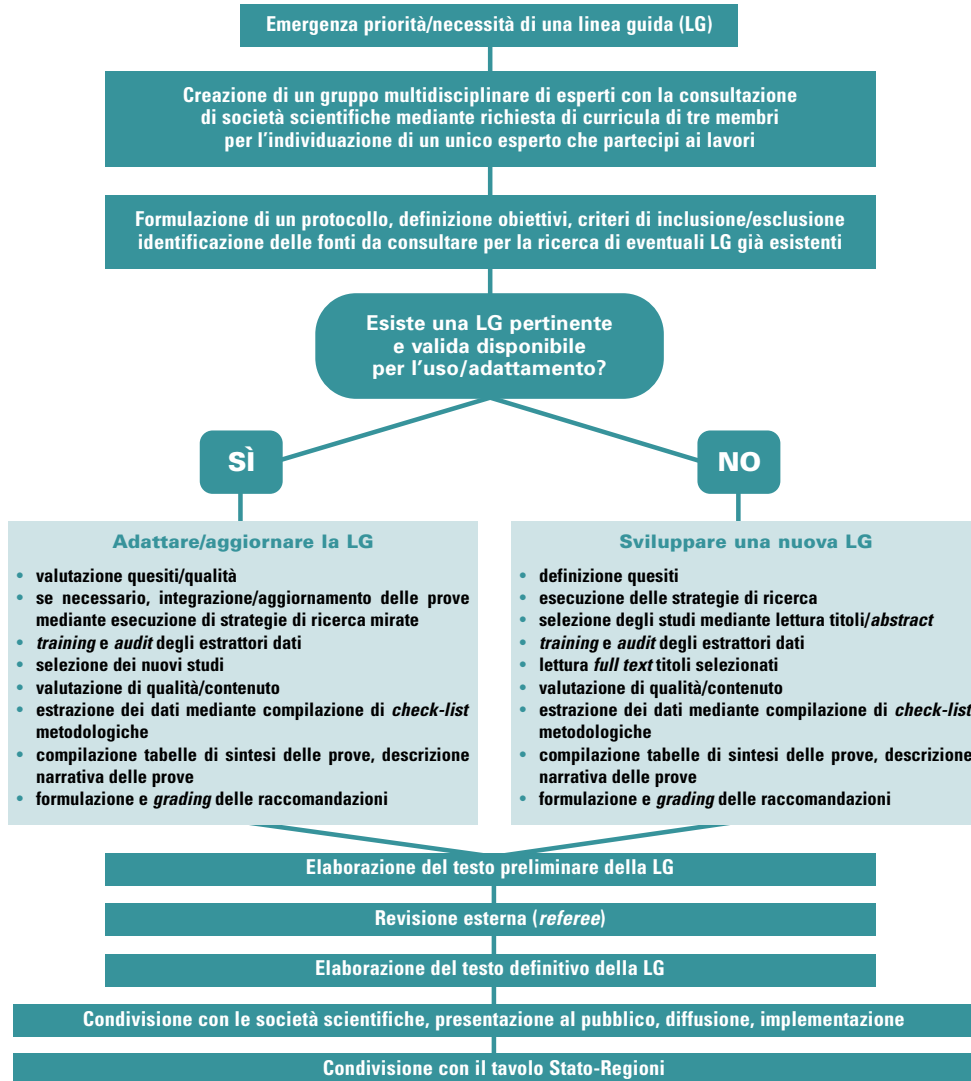 Emergenza priorità/necessità di una linea guida (LG)
Creazione di un gruppo multidisciplinare di esperti con la consultazione
di società scientifiche mediante richiesta di curricula di tre membri
per l'individuazione di un unico esperto che partecipi ai lavori
Formulazione di un protocollo, definizione obiettivi, criteri di inclusione/esclusione
identificazione delle fonti da consultare per la ricerca di eventuali LG già esistenti
Esiste una LG pertinente
e valida disponibile
per l'uso/adattamento?
SÌ
NO
Adattare/aggiornare la LG
• valutazione quesiti/qualità
• se necessario, integrazione/aggiornamento delle prove
mediante esecuzione di strategie di ricerca mirate
• training e audit degli estrattori dati
• selezione dei nuovi studi
• valutazione di qualità/contenuto
• estrazione dei dati mediante compilazione di check-list
metodologiche
• compilazione tabelle di sintesi delle prove, descrizione
narrativa delle prove
• formulazione e grading delle raccomandazioni
Sviluppare una nuova LG
• definizione quesiti
• esecuzione delle strategie di ricerca
• selezione degli studi mediante lettura titoli/abstract
• training e audit degli estrattori dati
• lettura full text titoli selezionati
• valutazione di qualità/contenuto
• estrazione dei dati mediante compilazione di check-list
metodologiche
• compilazione tabelle di sintesi delle prove, descrizione
narrativa delle prove
• formulazione e grading delle raccomandazioni
Elaborazione del testo preliminare della LG
Revisione esterna (referee)
Elaborazione del testo definitivo della LG
Condivisione con le società scientifiche, presentazione al pubblico, diffusione, implementazione
Condivisione con il tavolo Stato-Regioni